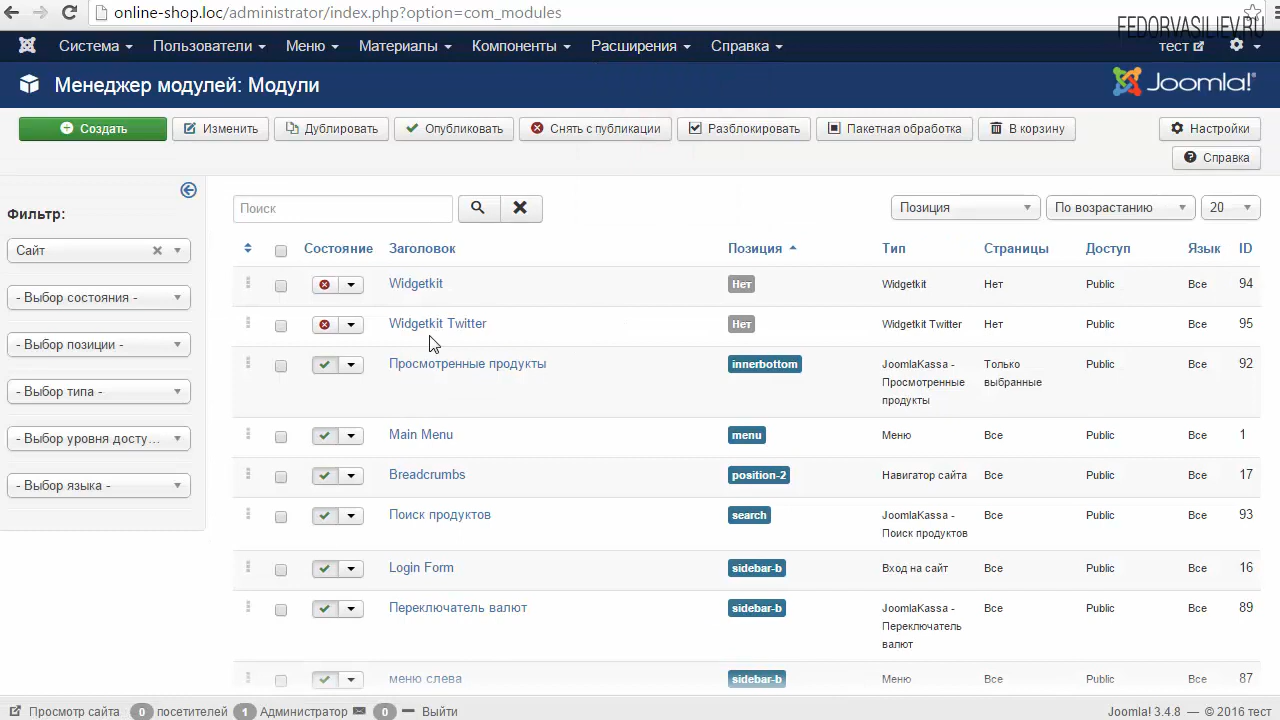 online-shop.loc/administrator/index.php?option=com_modules
FEDORVASILIEV.RU
Система Пользователи Меню Материалы Компоненты Расширения Справка тест
Менеджер модулей: Модули Joomla!®
Создать Изменить Дублировать Опубликовать Снять с публикации Разблокировать Пакетная обработка В корзину Настройки
Справка
Фильтр:
Сайт
- Выбор состояния -
- Выбор позиции -
- Выбор типа -
- Выбор уровня досту...
- Выбор языка -
Поиск Позиция По возрастанию 20
Состояние Заголовок Позиция Тип Страницы Доступ Язык ID
Widgetkit Нет Widgetkit Нет Public Все 94
Widgetkit Twitter Нет Widgetkit Twitter Нет Public Все 95
Просмотренные продукты innerbottom JoomlaKassa - Только Public Все 92
Просмотренные выбранные
продукты
Main Menu menu Меню Все Public Все 1
Breadcrumbs position-2 Навигатор сайта Все Public Все 17
Поиск продуктов search JoomlaKassa - Все Public Все 93
Поиск продуктов
Login Form sidebar-b Вход на сайт Все Public Все 16
Переключатель валют sidebar-b JoomlaKassa - Все Public Все 89
Переключатель
валют
меню слева sidebar-b Меню Все Public Все 87
Просмотр сайта 0 посетителей 1 Администратор 0 Выйти Joomla! 3.4.8 — © 2016 тест